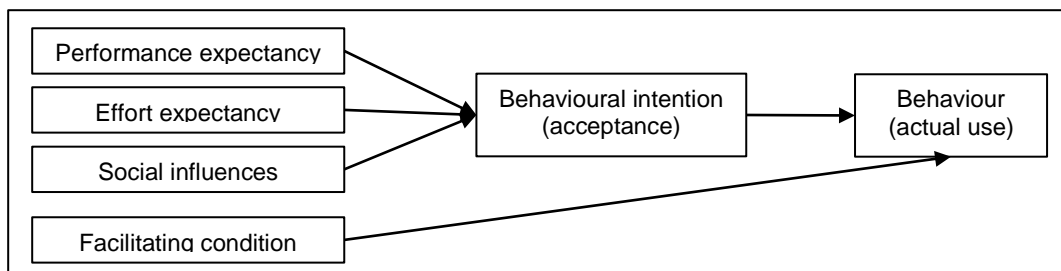 Performance expectancy
Effort expectancy
Social influences
Facilitating condition
Behavioural intention
(acceptance)
Behaviour
(actual use)